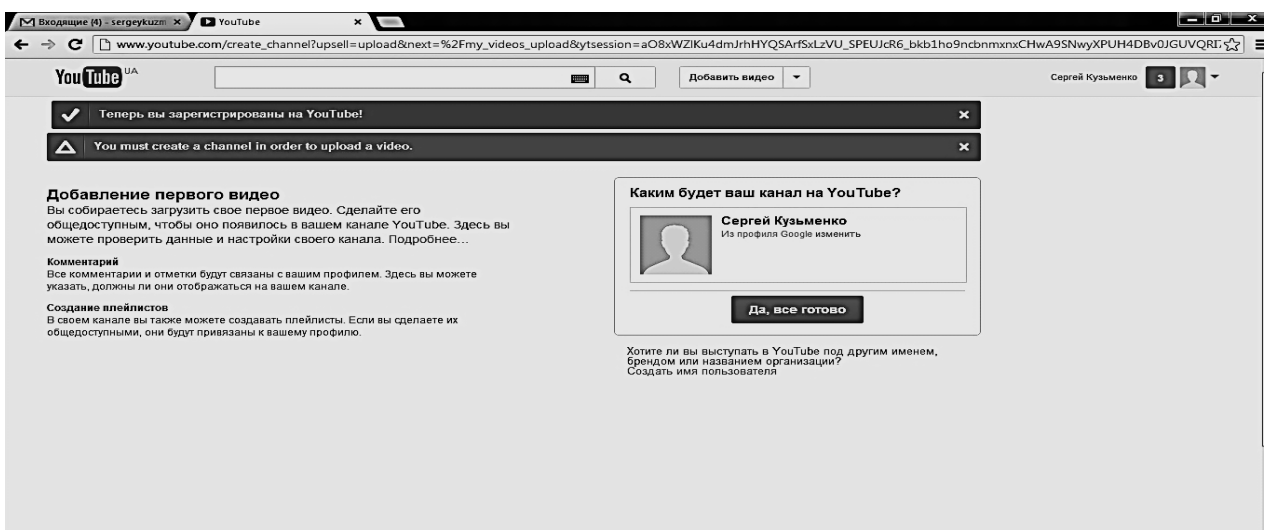 Входящие (4) - sergeykuzm
YouTube
www.youtube.com/create_channel?upsell=upload&next=%2Fmy_videos_upload&ytsession=aO8xWZlKu4dmJrhHYQSArfSxLzVU_SPEUJcR6_bkb1ho9ncbnmxnxCHwA9SNwyXPUH4DBv0JGUVQRI
YouTube UA
Добавить видео
Сергей Кузьменко 3
Теперь вы зарегистрированы на YouTube!
You must create a channel in order to upload a video.
Добавление первого видео
Вы собираетесь загрузить свое первое видео. Сделайте его
общедоступным, чтобы оно появилось в вашем канале YouTube. Здесь вы
можете проверить данные и настройки своего канала. Подробнее...
Комментарий
Все комментарии и отметки будут связаны с вашим профилем. Здесь вы можете
указать, должны ли они отображаться на вашем канале.
Создание плейлистов
В своем канале вы также можете создавать плейлисты. Если вы сделаете их
общедоступными, они будут привязаны к вашему профилю.
Каким будет ваш канал на YouTube?
Сергей Кузьменко
Из профиля Google изменить
Да, все готово
Хотите ли вы выступать в YouTube под другим именем,
брендом или названием организации?
Создать имя пользователя